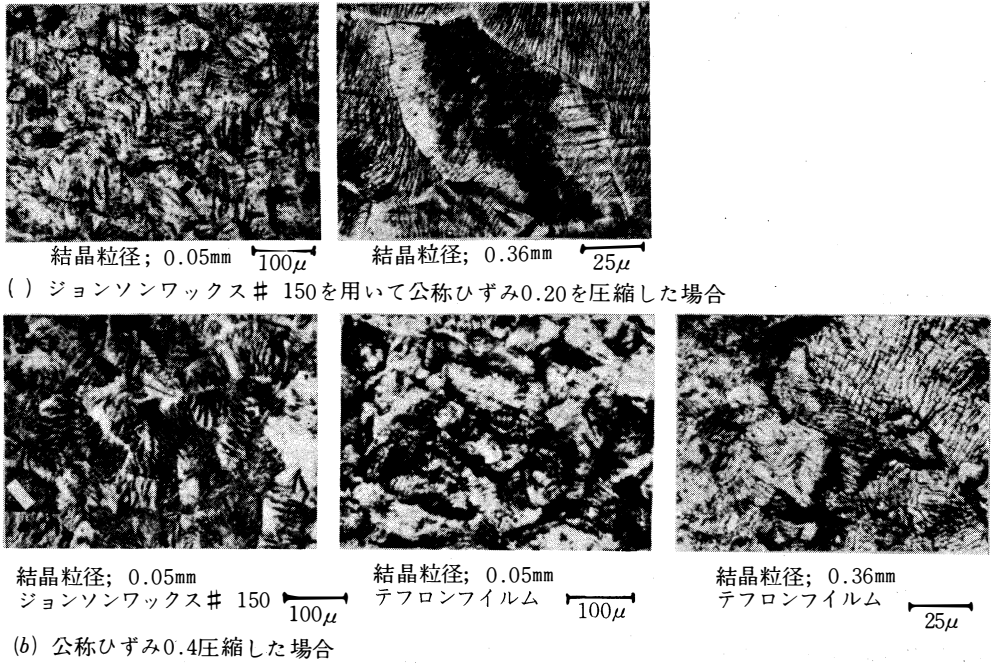 結晶粒径; 0.05mm 100μ
結晶粒径; 0.36mm 25μ
( ) ジョンソンワックス# 150を用いて公称ひずみ0.20を圧縮した場合
結晶粒径; 0.05mm
ジョンソンワックス# 150 100μ
結晶粒径; 0.05mm
テフロンフイルム 100μ
結晶粒径; 0.36mm
テフロンフイルム 25μ
(b) 公称ひずみ0.4圧縮した場合